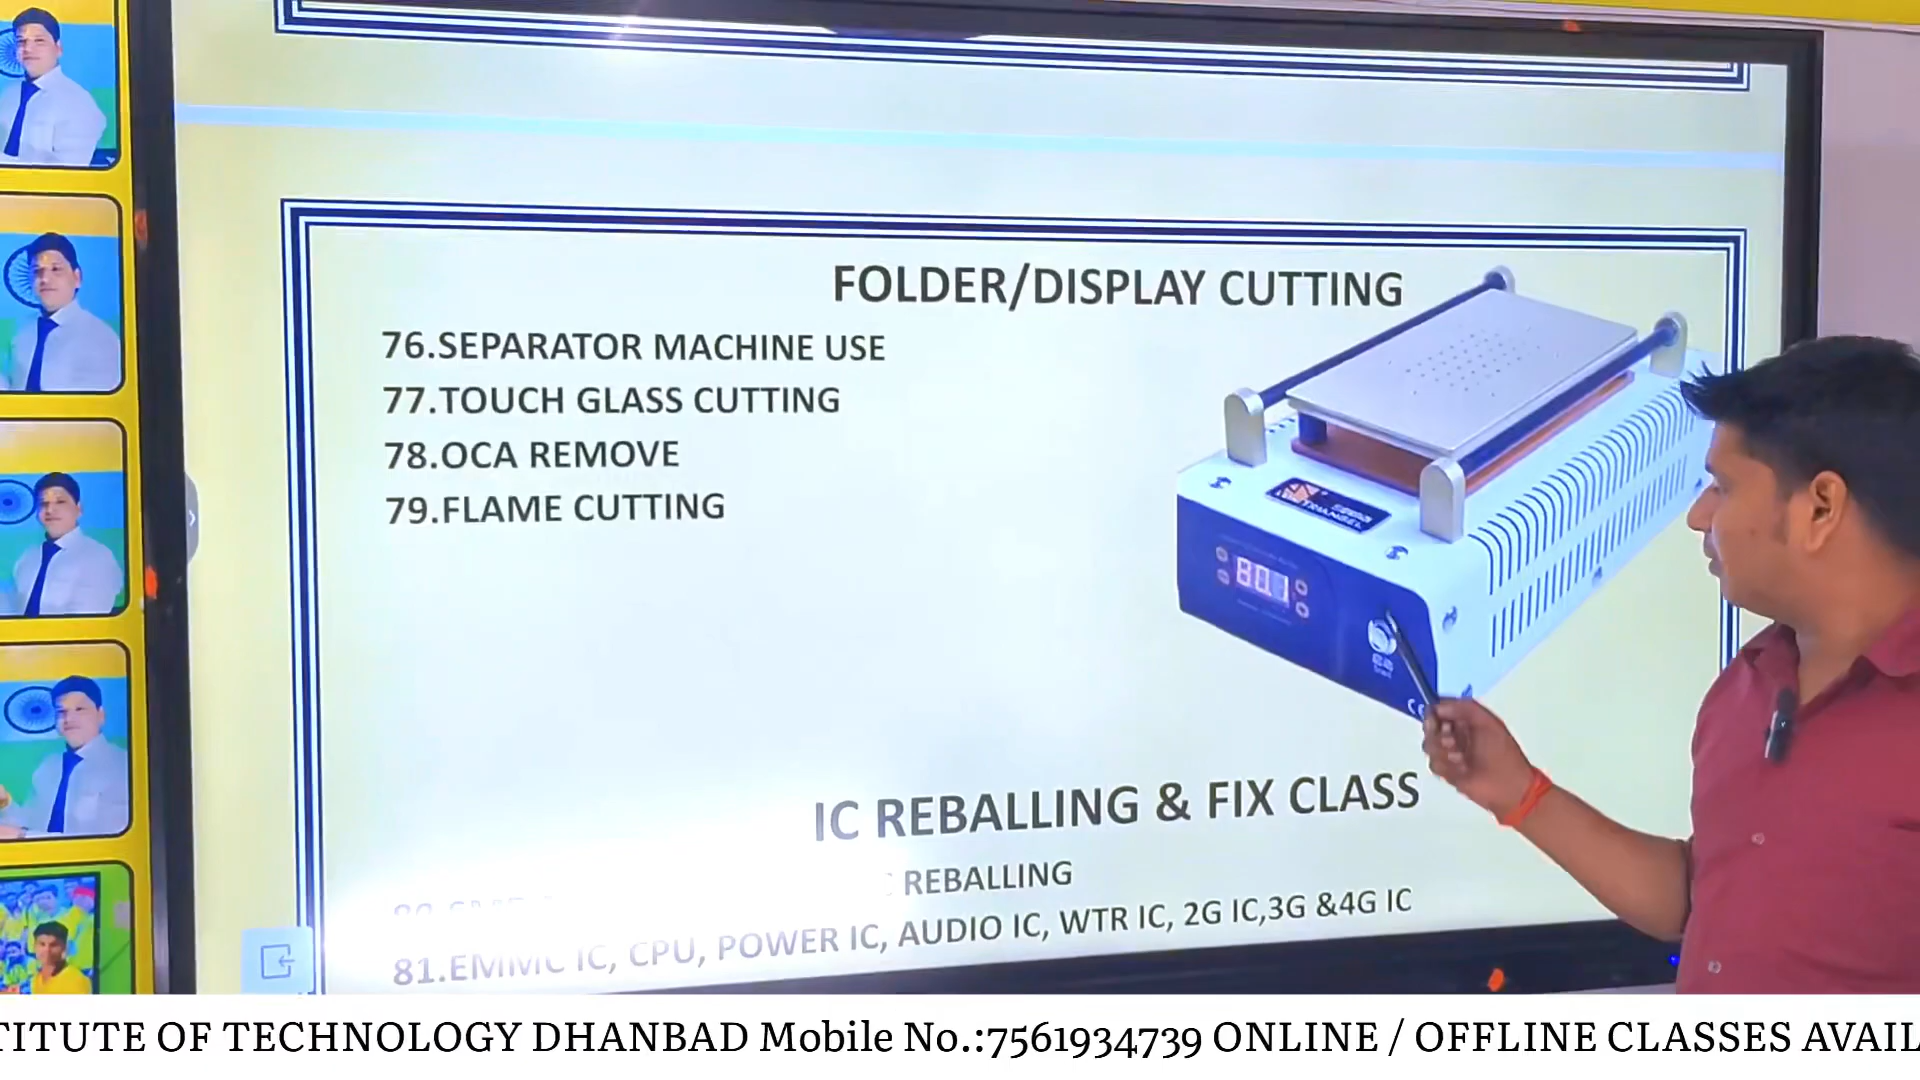 FOLDER/DISPLAY CUTTING
76.SEPARATOR MACHINE USE
77.TOUCH GLASS CUTTING
78.OCA REMOVE
79.FLAME CUTTING
IC REBALLING & FIX CLASS
REBALLING
81.EMMC IC, CPU, POWER IC, AUDIO IC, WTR IC, 2G IC,3G &4G IC
TITUTE OF TECHNOLOGY DHANBAD Mobile No.:7561934739 ONLINE / OFFLINE CLASSES AVAIL